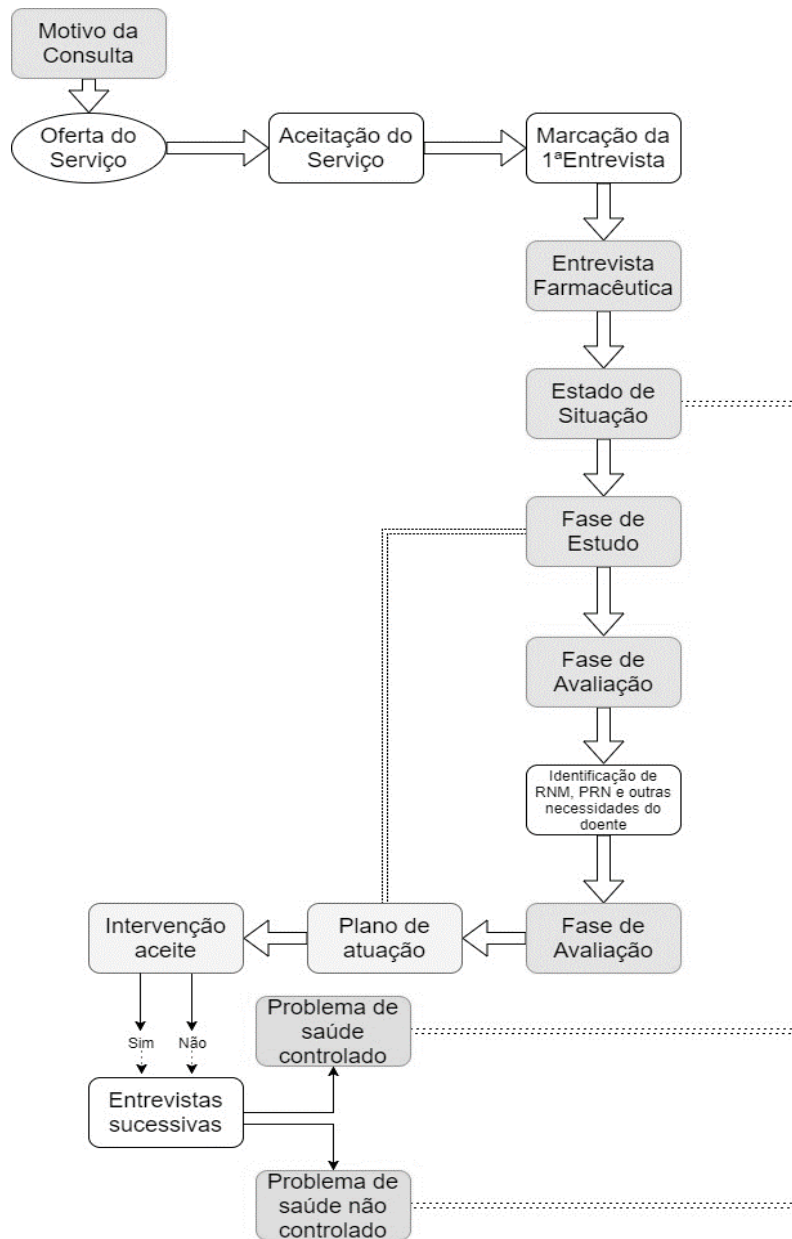 Motivo da
Consulta
Oferta do
Serviço
Aceitação do
Serviço
Marcação da
1ªEntrevista
Entrevista
Farmacêutica
Estado de
Situação
Fase de
Estudo
Fase de
Avaliação
Identificação de
RNM, PRN e outras
necessidades do
doente
Fase de
Avaliação
Plano de
atuação
Intervenção
aceite
Sim
Não
Entrevistas
sucessivas
Problema de
saúde
controlado
Problema de
saúde não
controlado